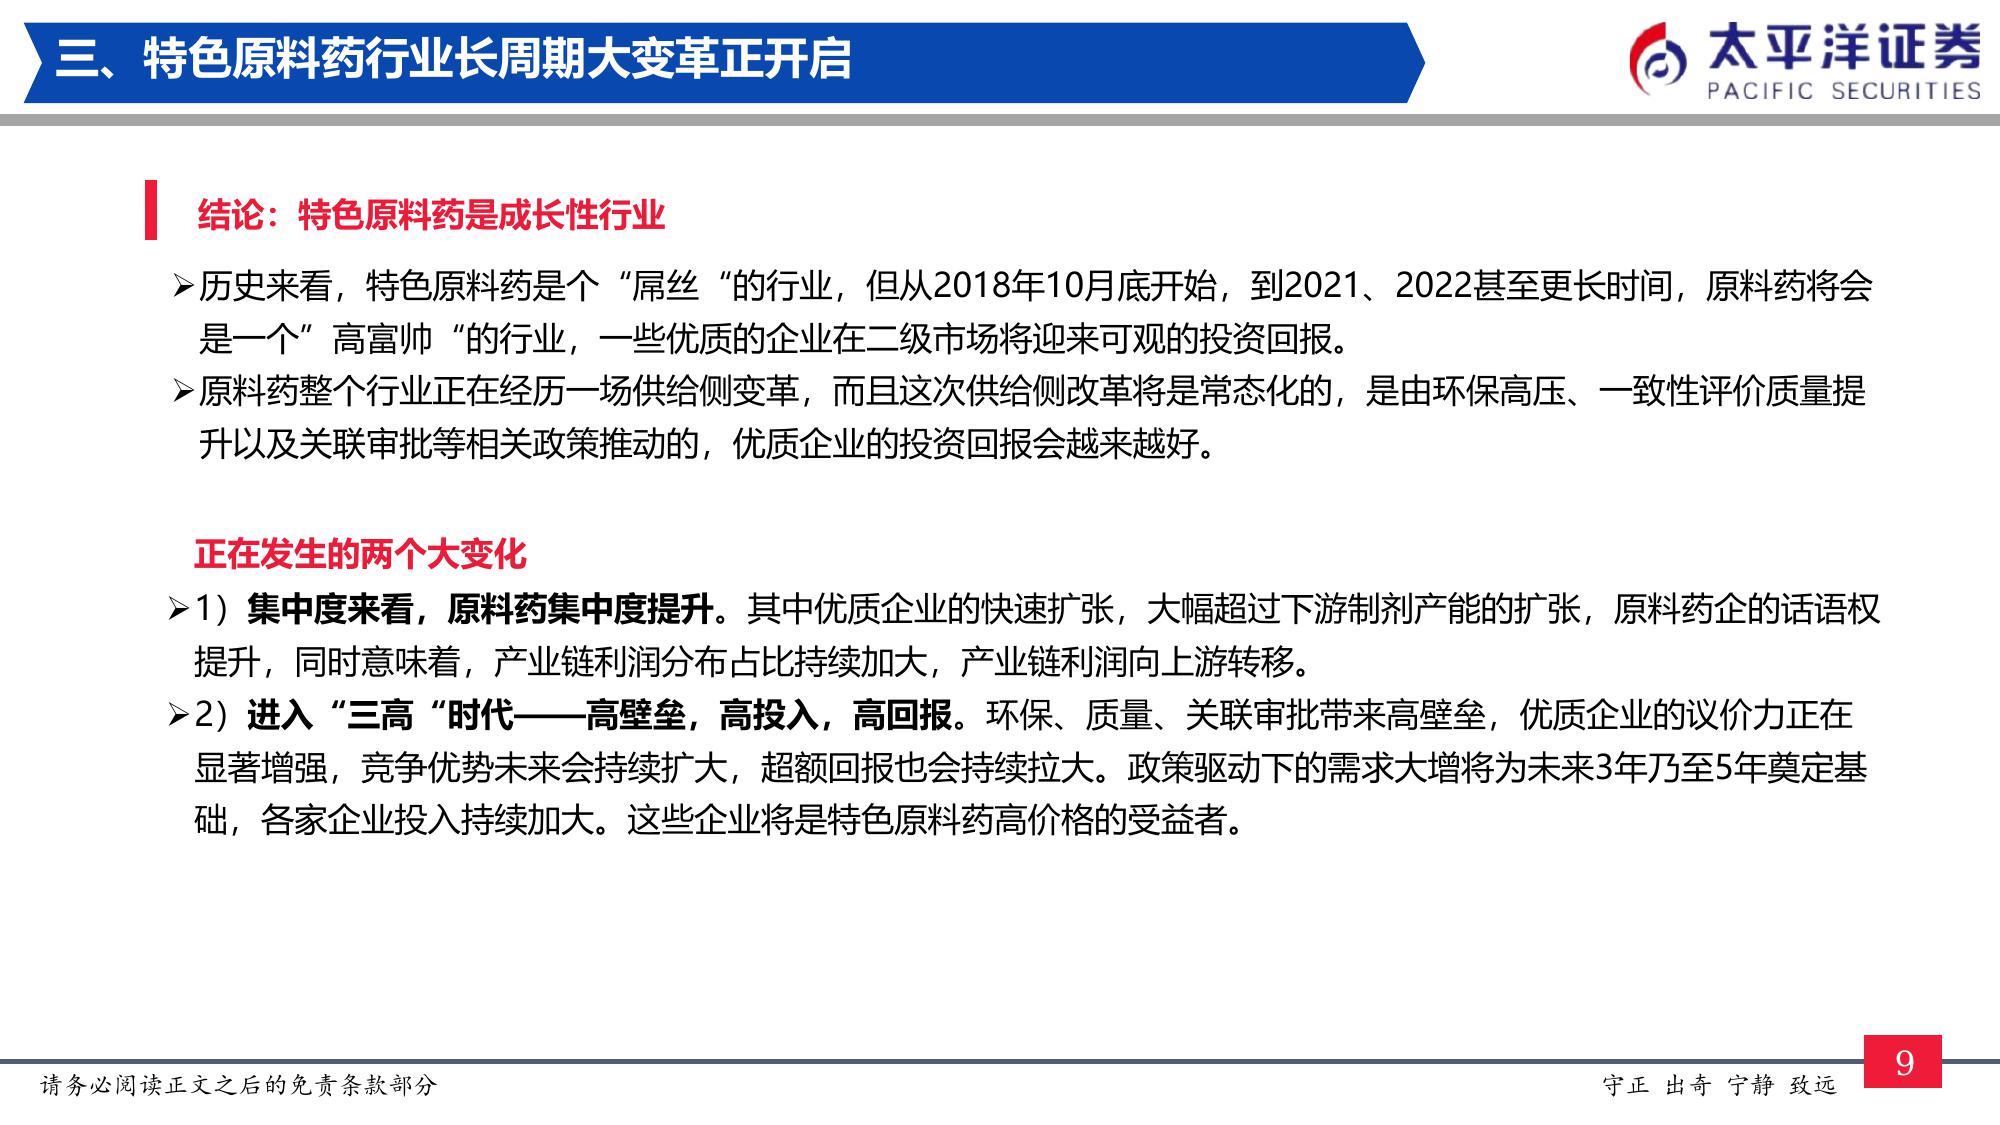 三、特色原料药行业长周期大变革正开启
太平洋证券
PACIFIC SECURITIES
结论：特色原料药是成长性行业
➢历史来看，特色原料药是个“屌丝“的行业，但从2018年10月底开始，到2021、2022甚至更长时间，原料药将会
是一个”高富帅“的行业，一些优质的企业在二级市场将迎来可观的投资回报。
➢原料药整个行业正在经历一场供给侧变革，而且这次供给侧改革将是常态化的，是由环保高压、一致性评价质量提
升以及关联审批等相关政策推动的，优质企业的投资回报会越来越好。
正在发生的两个大变化
➢1）集中度来看，原料药集中度提升。其中优质企业的快速扩张，大幅超过下游制剂产能的扩张，原料药企的话语权
提升，同时意味着，产业链利润分布占比持续加大，产业链利润向上游转移。
➢2）进入“三高“时代——高壁垒，高投入，高回报。环保、质量、关联审批带来高壁垒，优质企业的议价力正在
显著增强，竞争优势未来会持续扩大，超额回报也会持续拉大。政策驱动下的需求大增将为未来3年乃至5年奠定基
础，各家企业投入持续加大。这些企业将是特色原料药高价格的受益者。
请务必阅读正文之后的免责条款部分
守正 出奇 宁静 致远
9